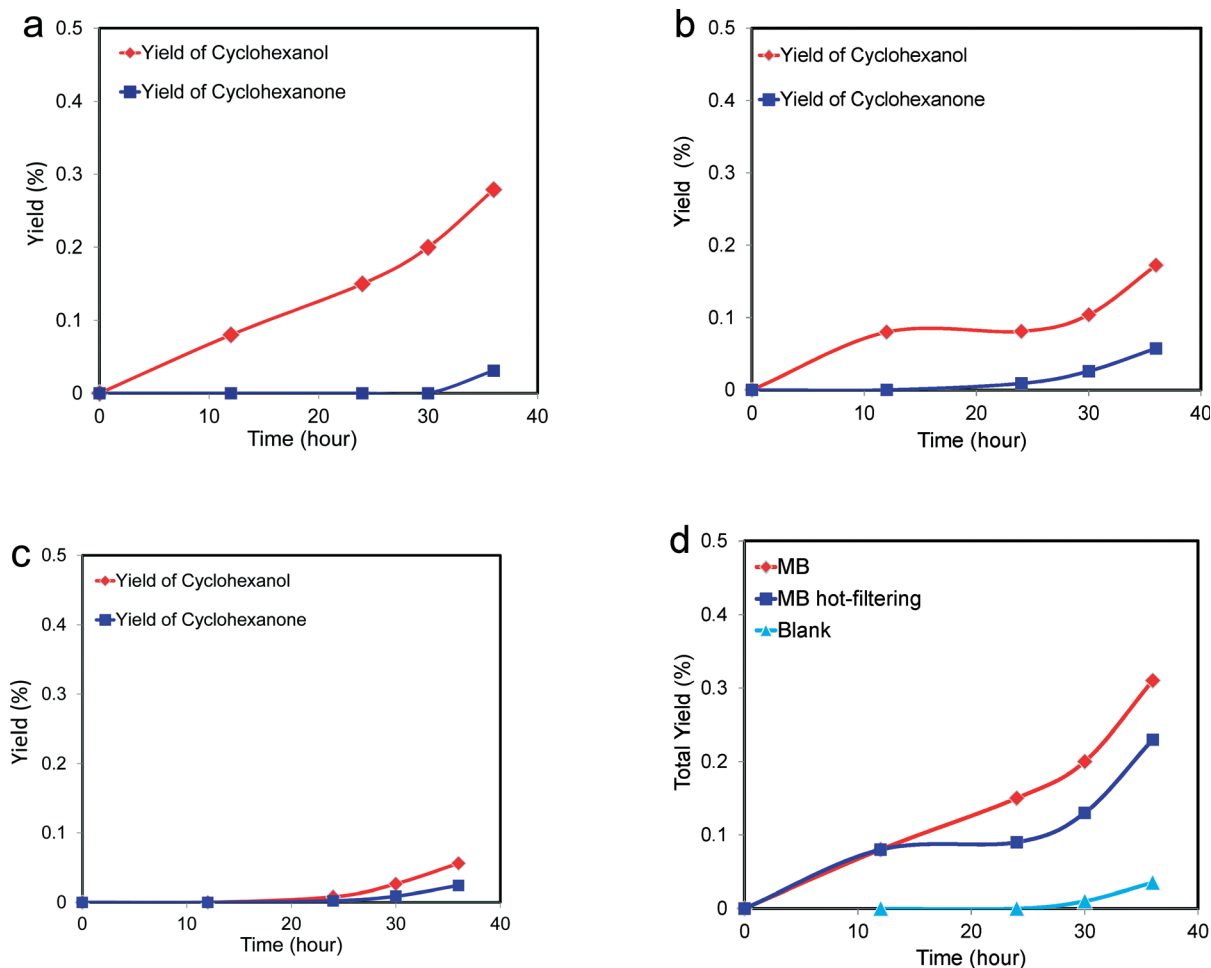 a
Yield of Cyclohexanol
Yield of Cyclohexanone
Yield (%)
0.5
0.4
0.3
0.2
0.1
0
0 10 20 30 40
Time (hour)
b
Yield of Cyclohexanol
Yield of Cyclohexanone
Yield (%)
0.5
0.4
0.3
0.2
0.1
0
0 10 20 30 40
Time (hour)
c
Yield of Cyclohexanol
Yield of Cyclohexanone
Yield (%)
0.5
0.4
0.3
0.2
0.1
0
0 10 20 30 40
Time (hour)
d
MB
MB hot-filtering
Blank
Total Yield (%)
0.5
0.4
0.3
0.2
0.1
0
0 10 20 30 40
Time (hour)